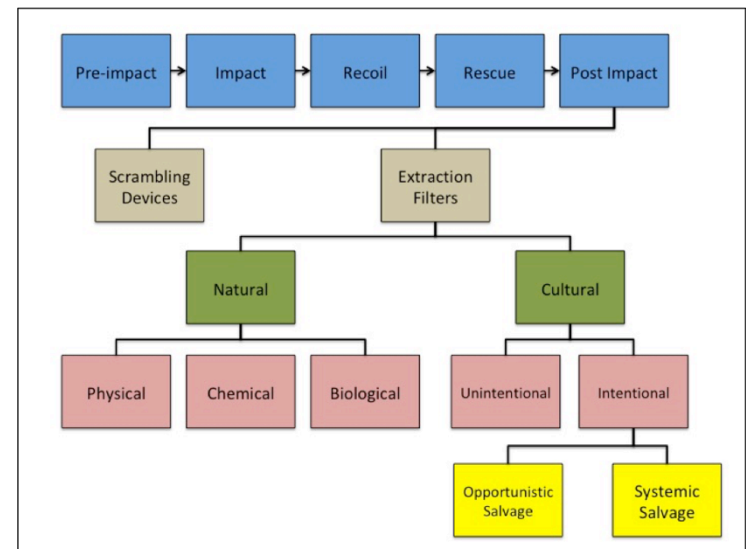 Pre-impact
Impact
Recoil
Rescue
Post Impact
Scrambling
Devices
Extraction
Filters
Natural
Cultural
Physical
Chemical
Biological
Unintentional
Intentional
Opportunistic
Salvage
Systemic
Salvage